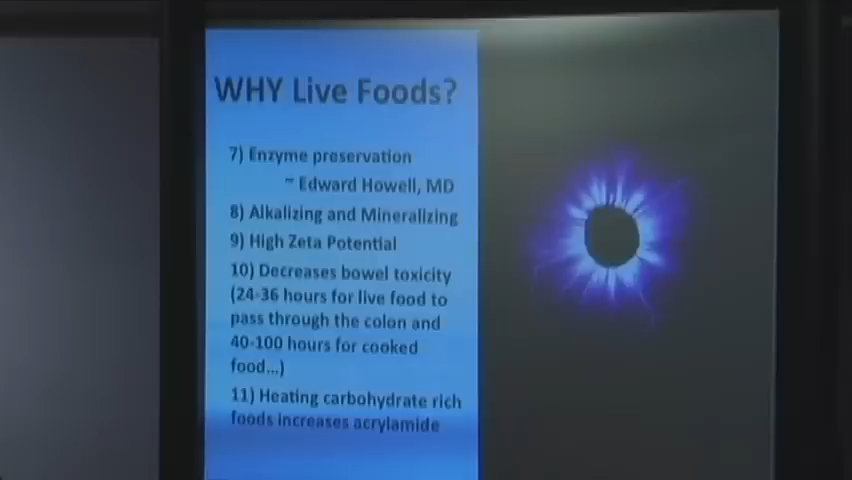 WHY Live Foods?
7) Enzyme preservation
~ Edward Howell, MD
8) Alkalizing and Mineralizing
9) High Zeta Potential
10) Decreases bowel toxicity
(24-36 hours for live food to
pass through the colon and
40-100 hours for cooked
food...)
11) Heating carbohydrate rich
foods increases acrylamide